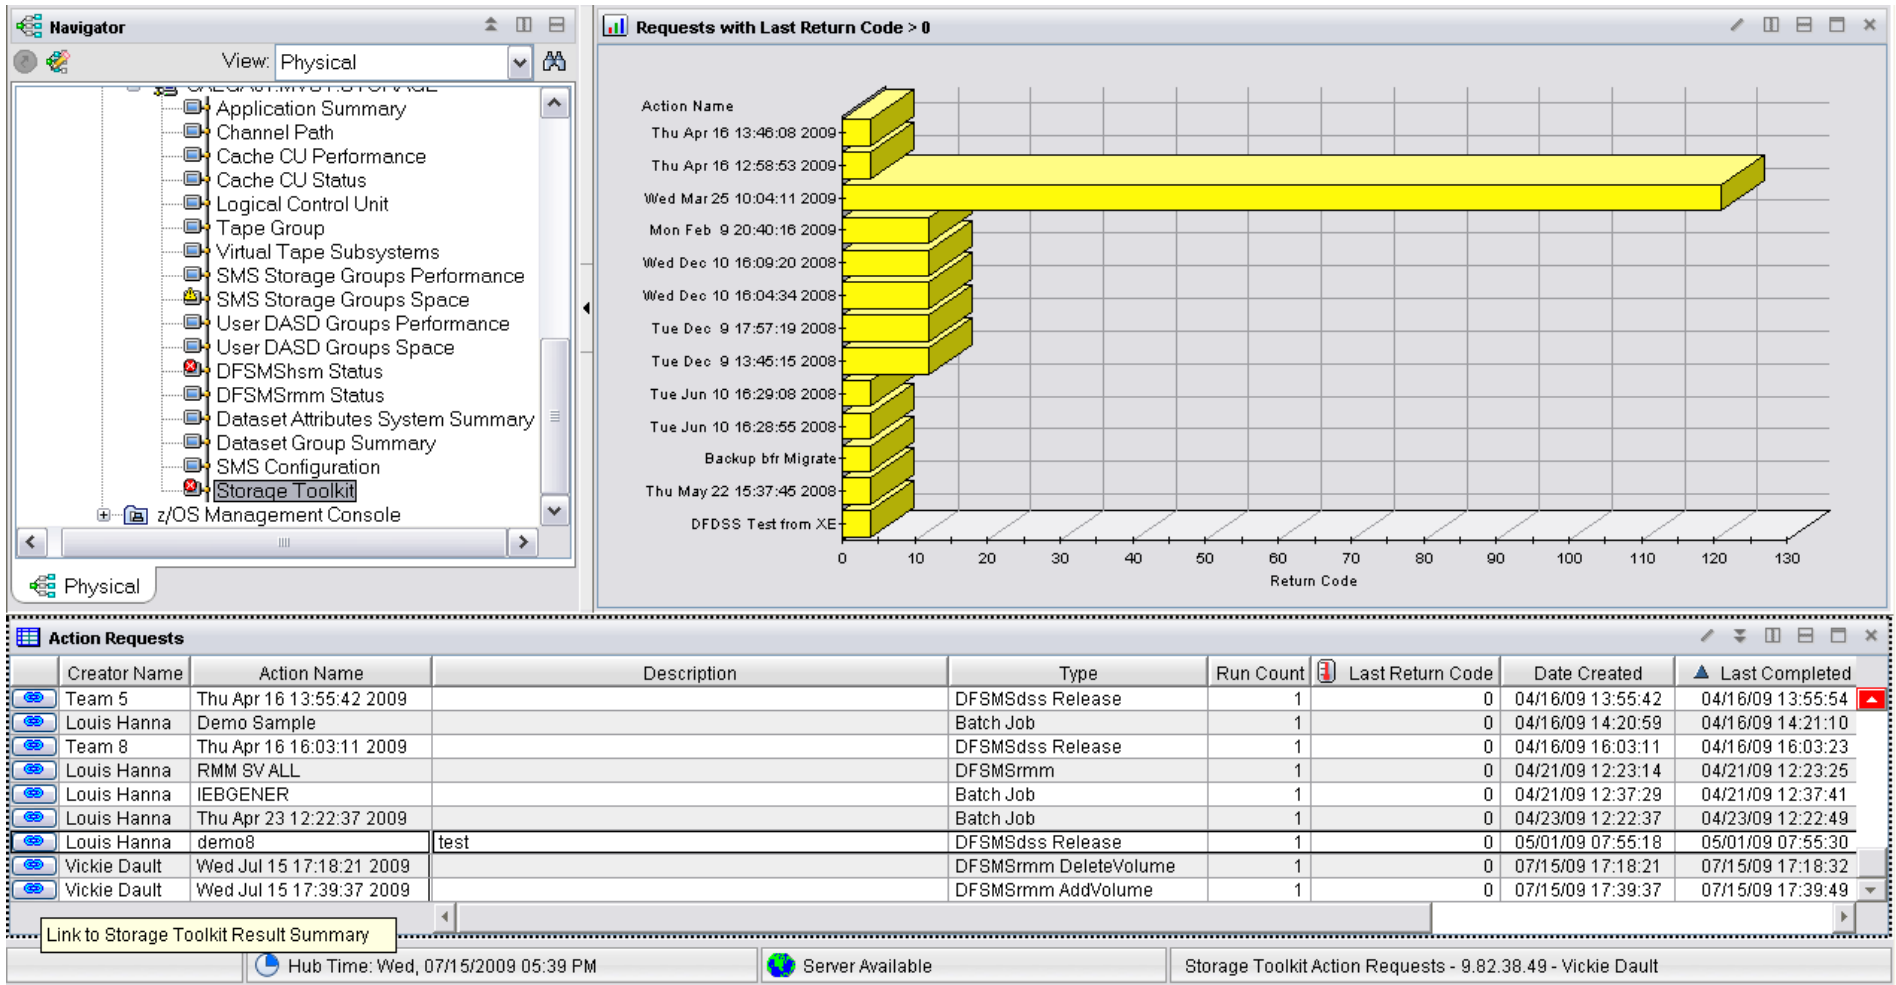 Navigator
View: Physical
Application Summary
Channel Path
Cache CU Performance
Cache CU Status
Logical Control Unit
Tape Group
Virtual Tape Subsystems
SMS Storage Groups Performance
SMS Storage Groups Space
User DASD Groups Performance
User DASD Groups Space
DFSMShsm Status
DFSMSrmm Status
Dataset Attributes System Summary
Dataset Group Summary
SMS Configuration
Storage Toolkit
z/OS Management Console
Physical
Requests with Last Return Code > 0
Action Name
Thu Apr 16 13:46:08 2009
Thu Apr 16 12:58:53 2009
Wed Mar 25 10:04:11 2009
Mon Feb 9 20:40:16 2009
Wed Dec 10 16:09:20 2008
Wed Dec 10 16:04:34 2008
Tue Dec 9 17:57:19 2008
Tue Dec 9 13:45:15 2008
Tue Jun 10 16:29:08 2008
Tue Jun 10 16:28:55 2008
Backup bfr Migrate
Thu May 22 15:37:45 2008
DFDSS Test from XE
0 10 20 30 40 50 60 70 80 90 100 110 120 130
Return Code
Action Requests
Creator Name Action Name Description Type Run Count Last Return Code Date Created Last Completed
Team 5 Thu Apr 16 13:55:42 2009 DFSMSdss Release 1 0 04/16/09 13:55:42 04/16/09 13:55:54
Louis Hanna Demo Sample Batch Job 1 0 04/16/09 14:20:59 04/16/09 14:21:10
Team 8 Thu Apr 16 16:03:11 2009 DFSMSdss Release 1 0 04/16/09 16:03:11 04/16/09 16:03:23
Louis Hanna RMM SV ALL DFSMSrmm 1 0 04/21/09 12:23:14 04/21/09 12:23:25
Louis Hanna IEBGENER Batch Job 1 0 04/21/09 12:37:29 04/21/09 12:37:41
Louis Hanna Thu Apr 23 12:22:37 2009 Batch Job 1 0 04/23/09 12:22:37 04/23/09 12:22:49
Louis Hanna demo8 test DFSMSdss Release 1 0 05/01/09 07:55:18 05/01/09 07:55:30
Vickie Dault Wed Jul 15 17:18:21 2009 DFSMSrmm DeleteVolume 1 0 07/15/09 17:18:21 07/15/09 17:18:32
Vickie Dault Wed Jul 15 17:39:37 2009 DFSMSrmm AddVolume 1 0 07/15/09 17:39:37 07/15/09 17:39:49
Link to Storage Toolkit Result Summary
Hub Time: Wed, 07/15/2009 05:39 PM
Server Available
Storage Toolkit Action Requests - 9.82.38.49 - Vickie Dault